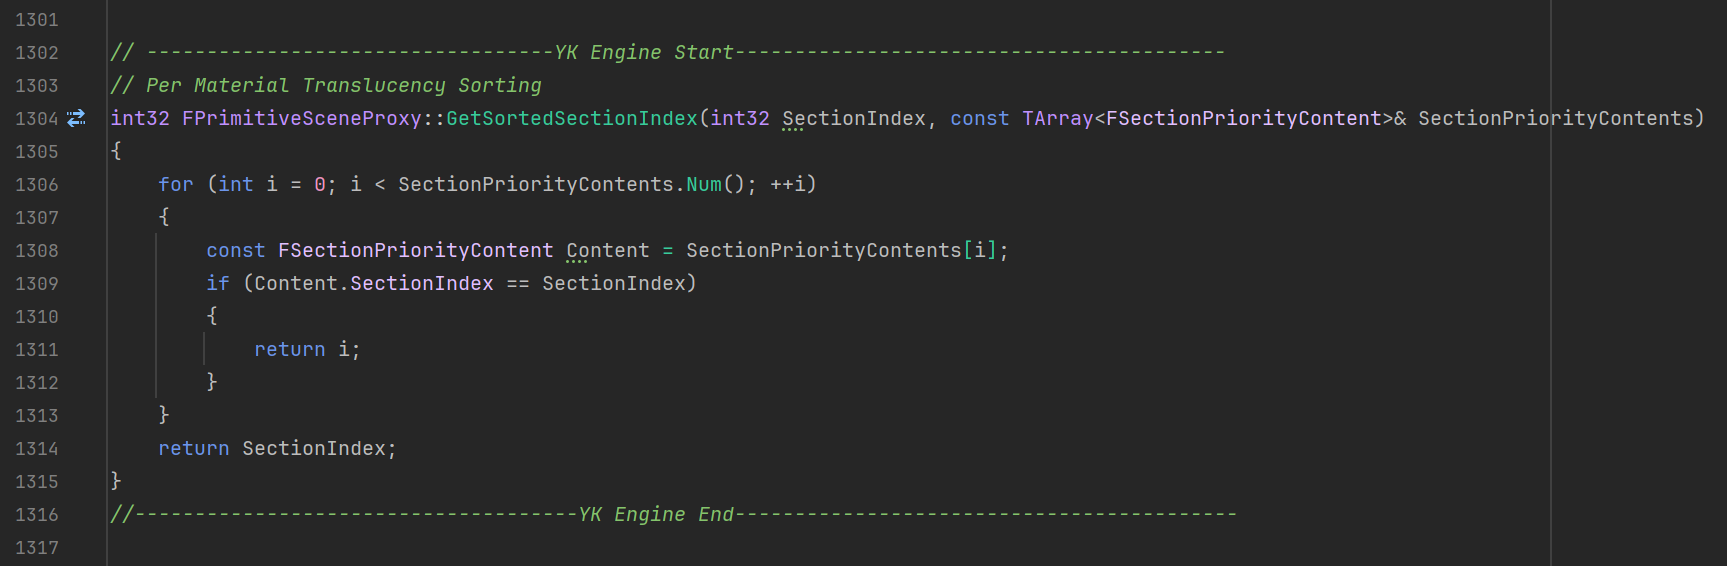 1301
1302 // ----------------------------------YK Engine Start-----------------------------------------
1303 // Per Material Translucency Sorting
1304 int32 FPrimitiveSceneProxy::GetSortedSectionIndex(int32 SectionIndex, const TArray<FSectionPriorityContent>& SectionPriorityContents)
1305 {
1306     for (int i = 0; i < SectionPriorityContents.Num(); ++i)
1307     {
1308         const FSectionPriorityContent Content = SectionPriorityContents[i];
1309         if (Content.SectionIndex == SectionIndex)
1310         {
1311             return i;
1312         }
1313     }
1314     return SectionIndex;
1315 }
1316 //-------------------------------------YK Engine End------------------------------------------
1317